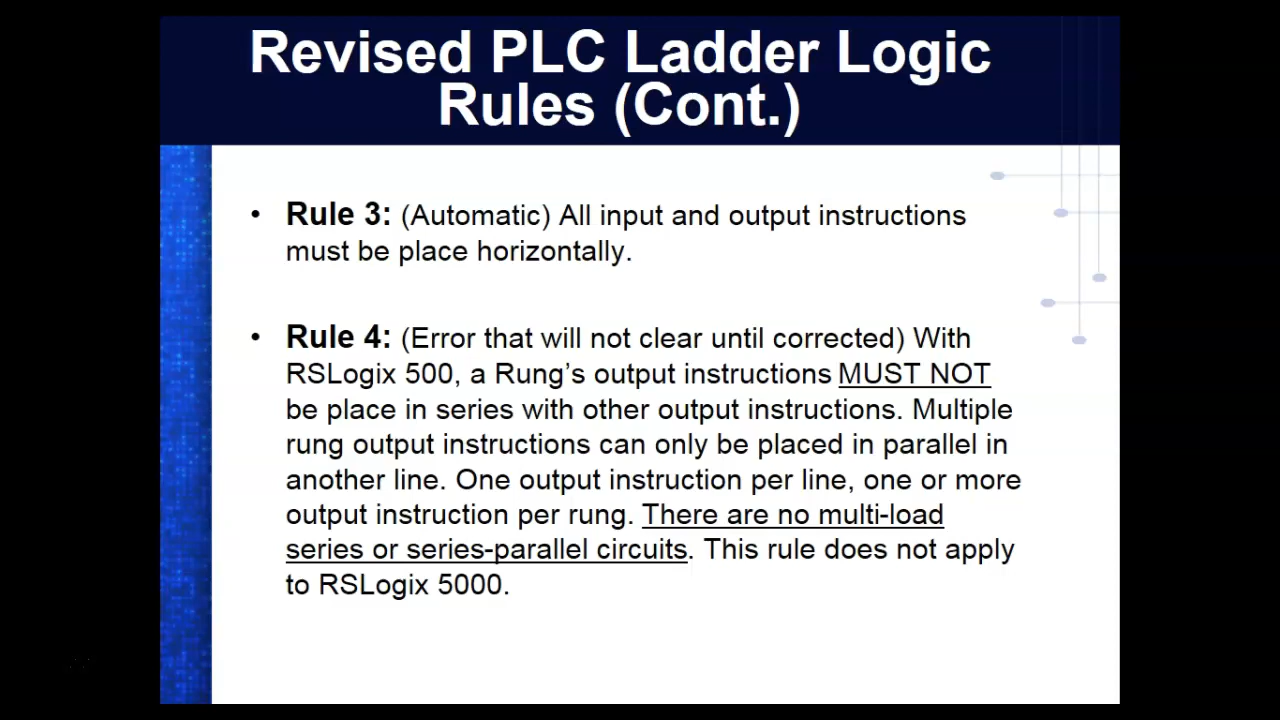 Revised PLC Ladder Logic
Rules (Cont.)
• Rule 3: (Automatic) All input and output instructions
must be place horizontally.
• Rule 4: (Error that will not clear until corrected) With
RSLogix 500, a Rung’s output instructions MUST NOT
be place in series with other output instructions. Multiple
rung output instructions can only be placed in parallel in
another line. One output instruction per line, one or more
output instruction per rung. There are no multi-load
series or series-parallel circuits. This rule does not apply
to RSLogix 5000.